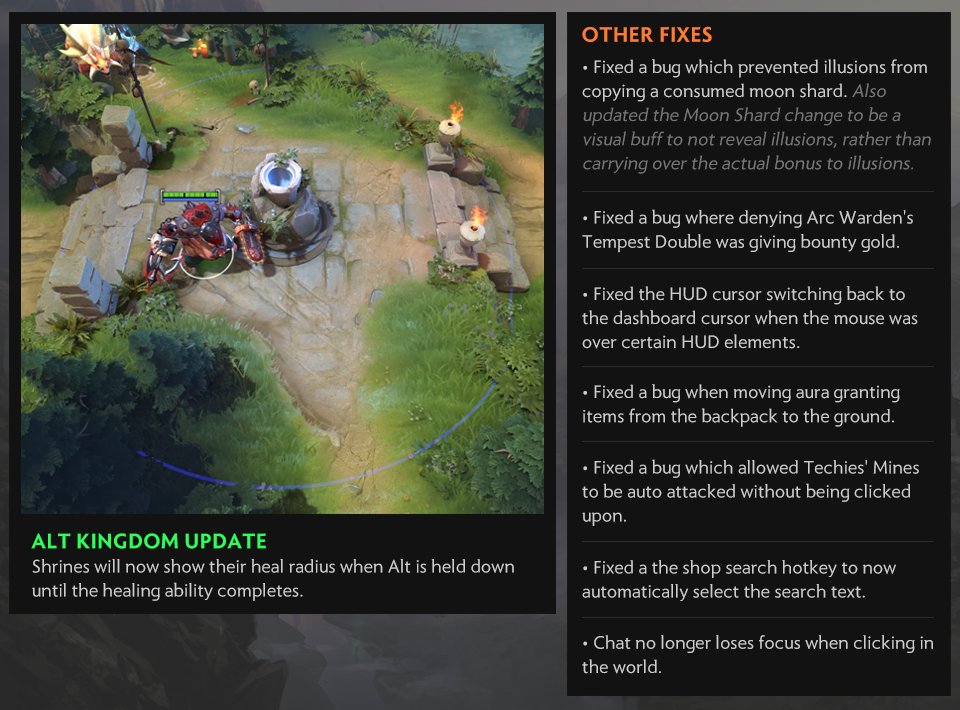 ALT KINGDOM UPDATE
Shrines will now show their heal radius when Alt is held down
until the healing ability completes.
OTHER FIXES
• Fixed a bug which prevented illusions from
copying a consumed moon shard. Also
updated the Moon Shard change to be a
visual buff to not reveal illusions, rather than
carrying over the actual bonus to illusions.
• Fixed a bug where denying Arc Warden's
Tempest Double was giving bounty gold.
• Fixed the HUD cursor switching back to
the dashboard cursor when the mouse was
over certain HUD elements.
• Fixed a bug when moving aura granting
items from the backpack to the ground.
• Fixed a bug which allowed Techies' Mines
to be auto attacked without being clicked
upon.
• Fixed a the shop search hotkey to now
automatically select the search text.
• Chat no longer loses focus when clicking in
the world.